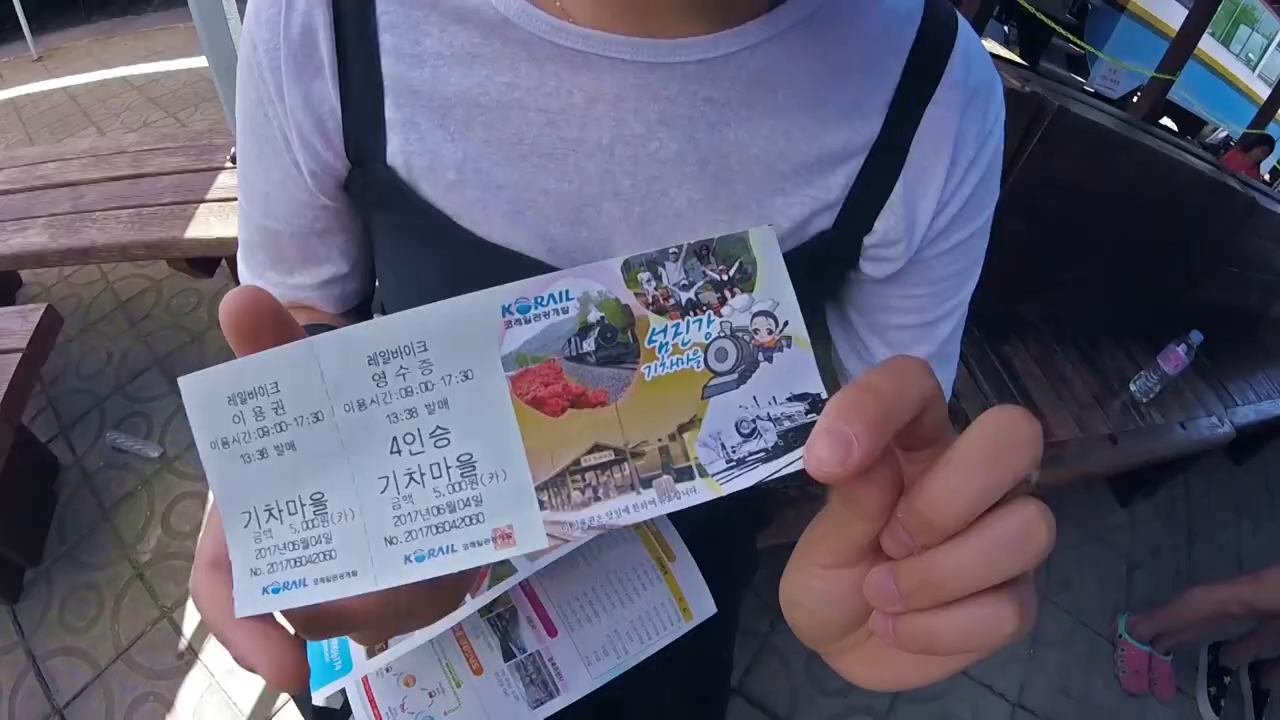 레일바이크
이용권
이용시간:09:00-17:30
13:38 발매
기차마을
금액 5,000원(카)
2017년06월04일
No.201706042060
KORAIL 코레일관광개발
레일바이크
영수증
이용시간:09:00-17:30
13:38 발매
4인승
기차마을
금액 5,000원(카)
2017년06월04일
No.201706042060
KORAIL 코레일관광
KORAIL
코레일관광개발
섬진강
기차마을